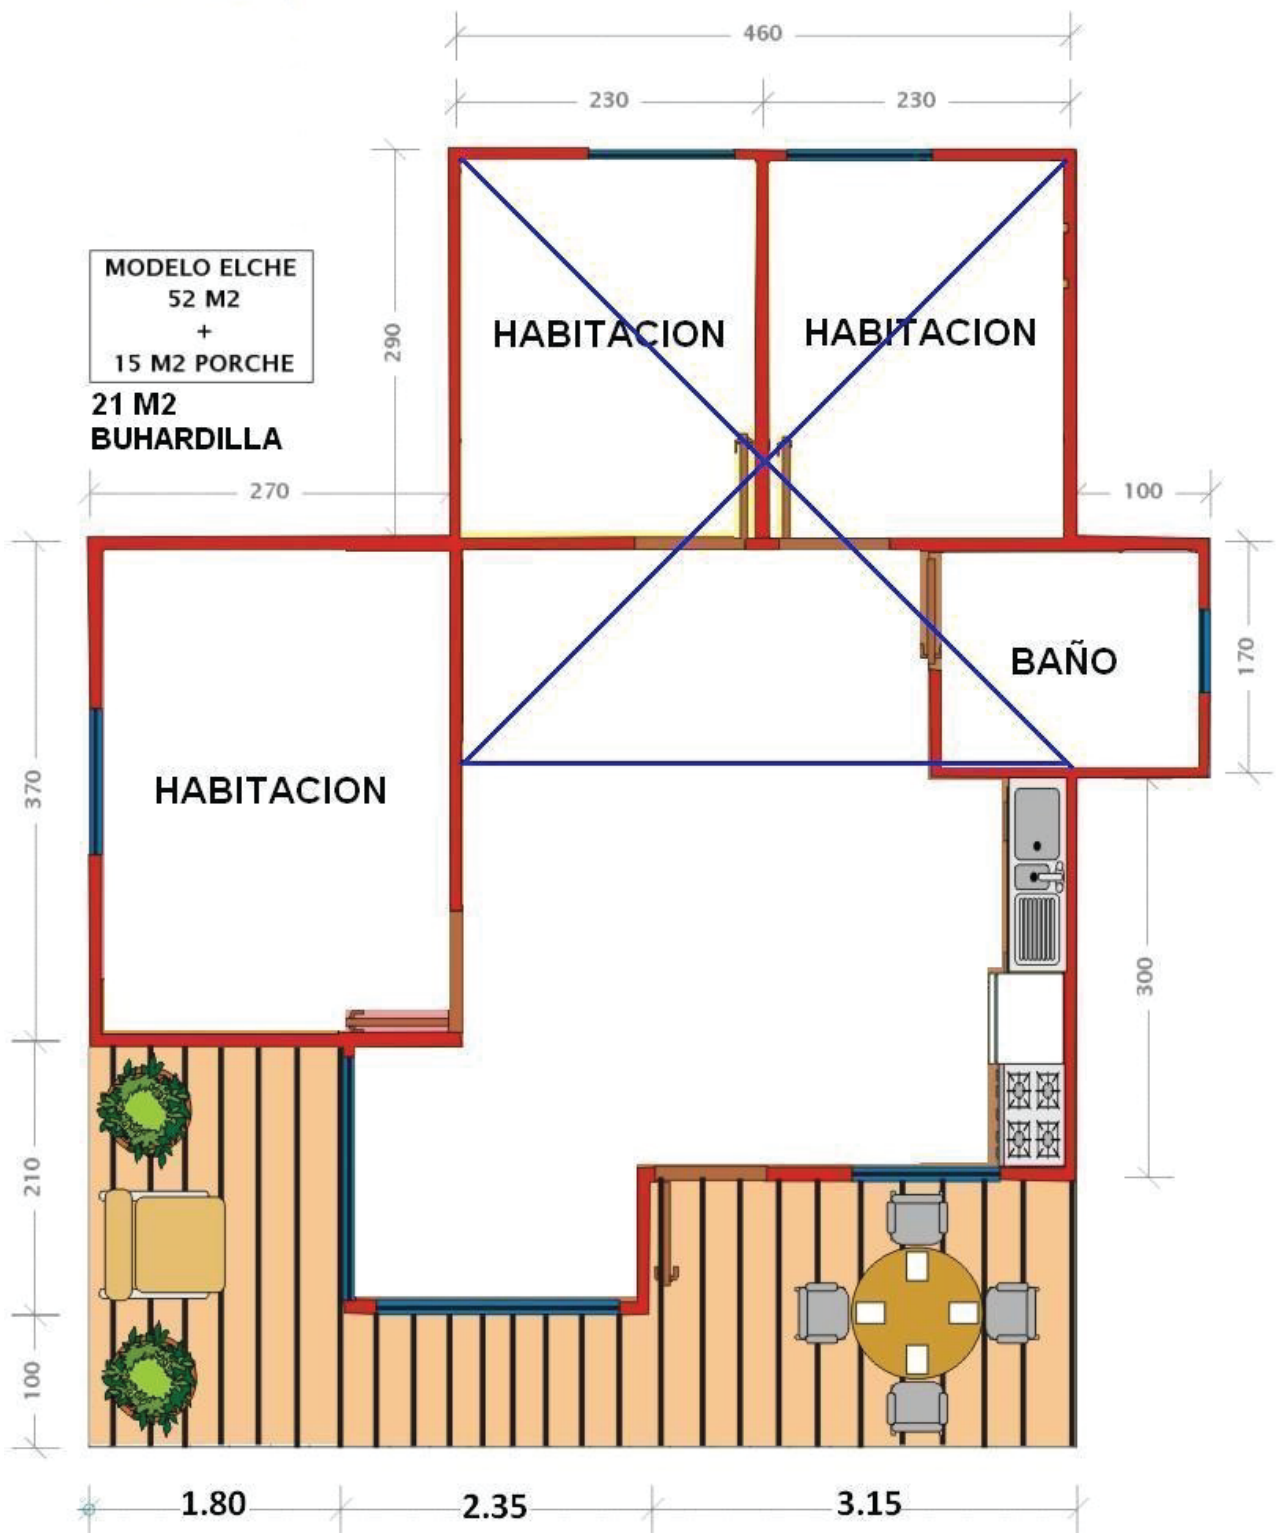 460
230
230
MODELO ELCHE
52 M2
+
15 M2 PORCHE
21 M2
BUHARDILLA
290
HABITACION
HABITACION
270
100
370
HABITACION
BAÑO
170
300
210
100
1.80
2.35
3.15